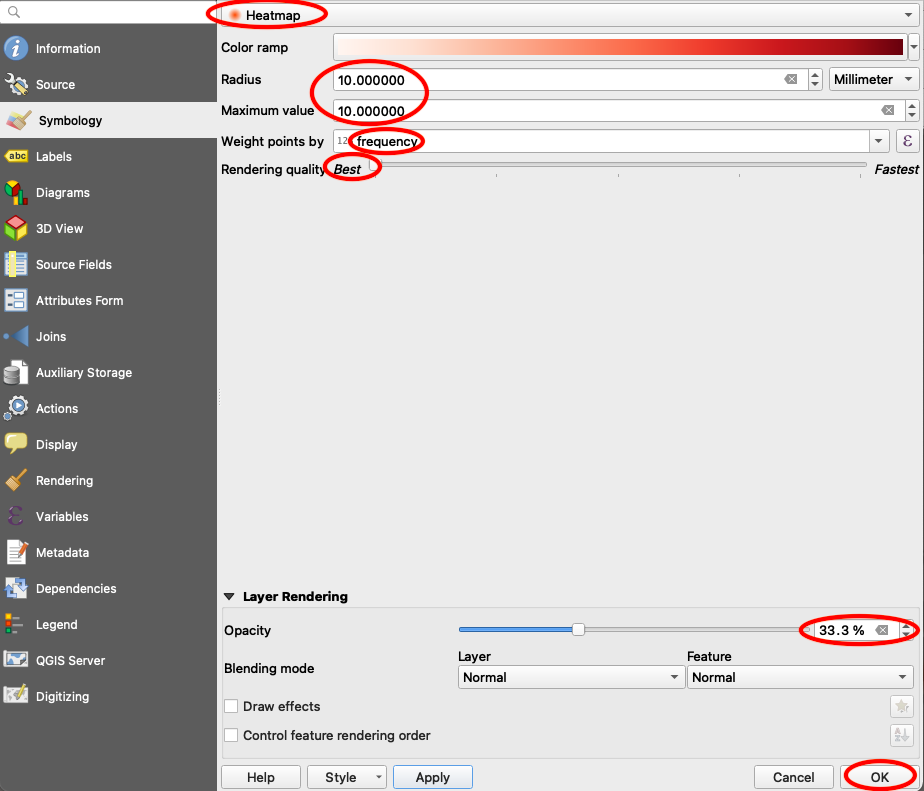 Heatmap
Information
Source
Symbology
abc Labels
Diagrams
3D View
Source Fields
Attributes Form
Joins
Auxiliary Storage
Actions
Display
Rendering
Variables
Metadata
Dependencies
Legend
QGIS Server
Digitizing
Color ramp
Radius 10.000000 Millimeter
Maximum value 10.000000
Weight points by 12 frequency ε
Rendering quality Best Fastest
Layer Rendering
Opacity 33.3 %
Layer Feature
Blending mode Normal Normal
Draw effects
Control feature rendering order
Help Style Apply Cancel OK